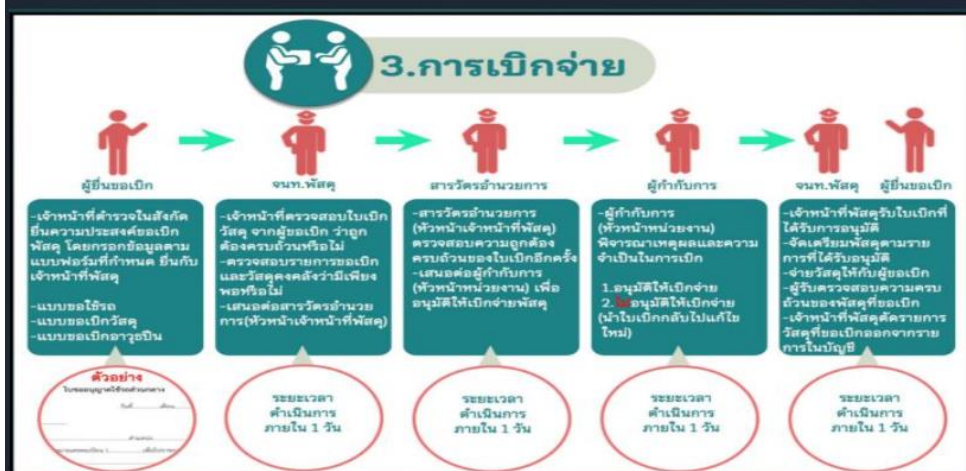 3.การเบิกจ่าย
ผู้ยื่นขอเบิก
จนท.พัสดุ
สารวัตรอำนวยการ
ผู้กำกับการ
จนท.พัสดุ
ผู้ยื่นขอเบิก
-เจ้าหน้าที่ตำรวจในสังกัด
ยื่นความประสงค์ขอเบิก
พัสดุ โดยกรอกข้อมูลตาม
แบบฟอร์มที่กำหนด ยื่นกับ
เจ้าหน้าที่พัสดุ
-แบบขอใช้รถ
-แบบขอเบิกวัสดุ
-แบบขอเบิกอาวุธปืน
-เจ้าหน้าที่ตรวจสอบใบเบิก
วัสดุ จากผู้ขอเบิก ว่าถูก
ต้องครบถ้วนหรือไม่
-ตรวจสอบรายการขอเบิก
และวัสดุคงคลังว่ามีเพียง
พอหรือไม่
-เสนอต่อสารวัตรอำนวย
การ(หัวหน้าเจ้าหน้าที่พัสดุ)
-สารวัตรอำนวยการ
(หัวหน้าเจ้าหน้าที่พัสดุ)
ตรวจสอบความถูกต้อง
ครบถ้วนของใบเบิกอีกครั้ง
-เสนอต่อผู้กำกับการ
(หัวหน้าหน่วยงาน) เพื่อ
อนุมัติให้เบิกจ่ายพัสดุ
-ผู้กำกับการ
(หัวหน้าหน่วยงาน)
พิจารณาเหตุผลและความ
จำเป็นในการเบิก
1.อนุมัติให้เบิกจ่าย
2.ไม่อนุมัติให้เบิกจ่าย
(นำใบเบิกกลับไปแก้ไข
ใหม่)
-เจ้าหน้าที่พัสดุรับใบเบิกที่
ได้รับการอนุมัติ
-จัดเตรียมพัสดุตามราย
การที่ได้รับอนุมัติ
-จ่ายวัสดุให้กับผู้ขอเบิก
-ผู้รับตรวจสอบความครบ
ถ้วนของพัสดุที่ขอเบิก
-เจ้าหน้าที่พัสดุตัดรายการ
วัสดุที่ขอเบิกออกจากราย
การในบัญชี
ตัวอย่าง
ใบขออนุญาตใช้รถส่วนกลาง
วันที่ เดือน
ตำแหน่ง
ระยะเวลา
ดำเนินการ
ภายใน 1 วัน
ระยะเวลา
ดำเนินการ
ภายใน 1 วัน
ระยะเวลา
ดำเนินการ
ภายใน 1 วัน
ระยะเวลา
ดำเนินการ
ภายใน 1 วัน